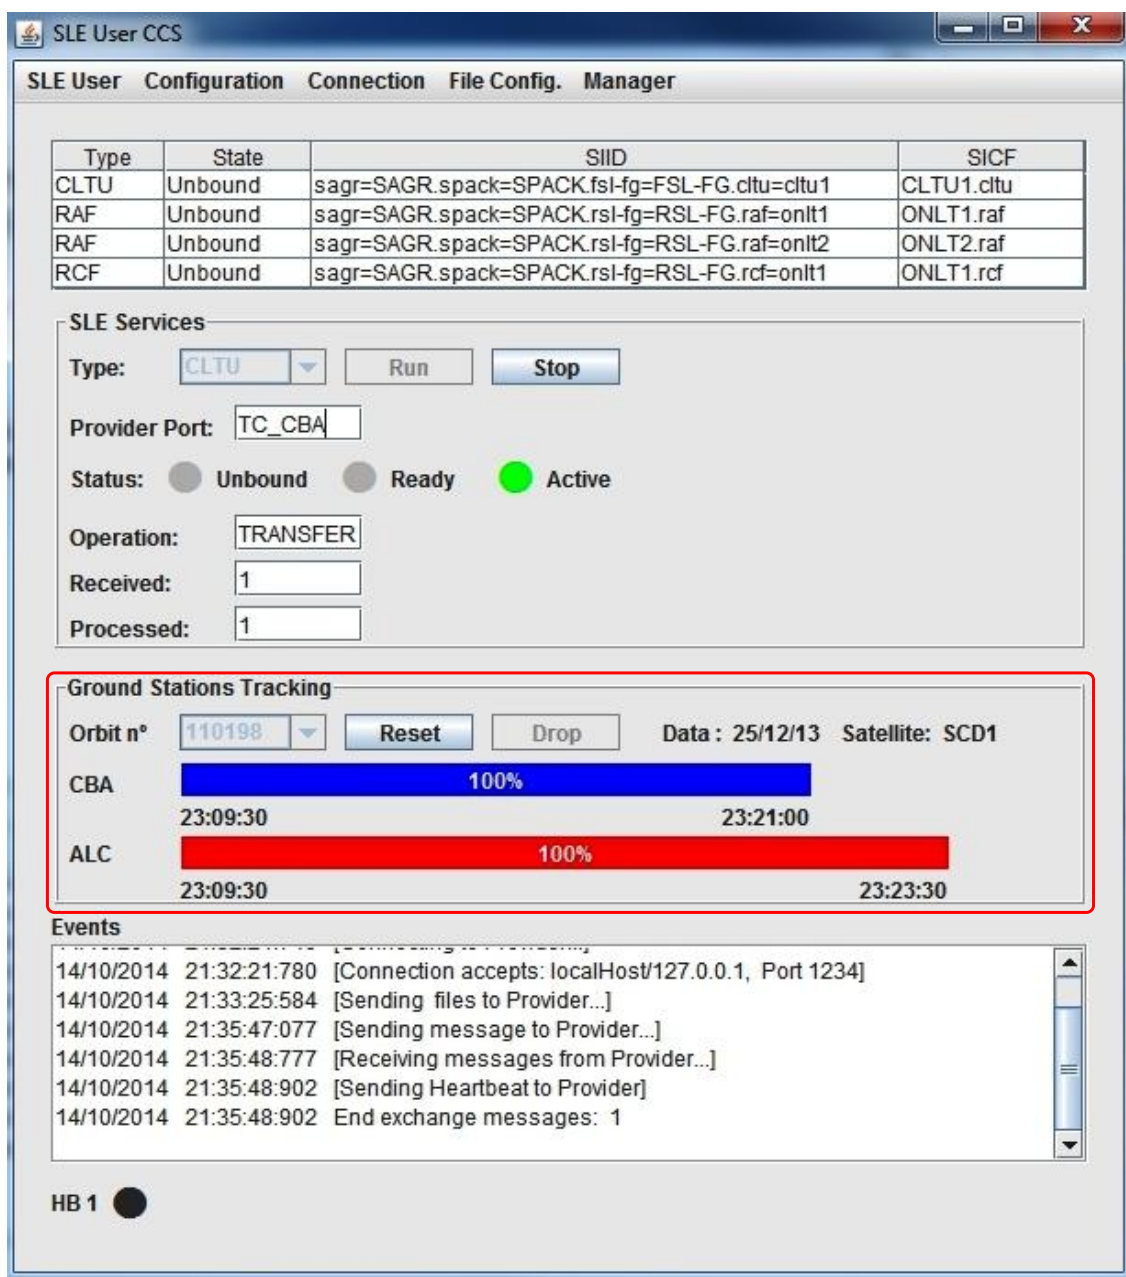 SLE User CCS
SLE User Configuration Connection File Config. Manager
Type State SIID SICF
CLTU Unbound sagr=SAGR.spack=SPACK.fsl-fg=FSL-FG.cltu=cltu1 CLTU1.cltu
RAF Unbound sagr=SAGR.spack=SPACK.rsl-fg=RSL-FG.raf=onlt1 ONLT1.raf
RAF Unbound sagr=SAGR.spack=SPACK.rsl-fg=RSL-FG.raf=onlt2 ONLT2.raf
RCF Unbound sagr=SAGR.spack=SPACK.rsl-fg=RSL-FG.rcf=onlt1 ONLT1.rcf
SLE Services
Type: CLTU Run Stop
Provider Port: TC_CBA
Status: Unbound Ready Active
Operation: TRANSFER
Received: 1
Processed: 1
Ground Stations Tracking
Orbit nº 110198 Reset Drop Data : 25/12/13 Satellite: SCD1
CBA 100%
23:09:30 23:21:00
ALC 100%
23:09:30 23:23:30
Events
14/10/2014 21:32:21:780 [Connection accepts: localHost/127.0.0.1, Port 1234]
14/10/2014 21:33:25:584 [Sending files to Provider...]
14/10/2014 21:35:47:077 [Sending message to Provider...]
14/10/2014 21:35:48:777 [Receiving messages from Provider...]
14/10/2014 21:35:48:902 [Sending Heartbeat to Provider]
14/10/2014 21:35:48:902 End exchange messages: 1
HB 1